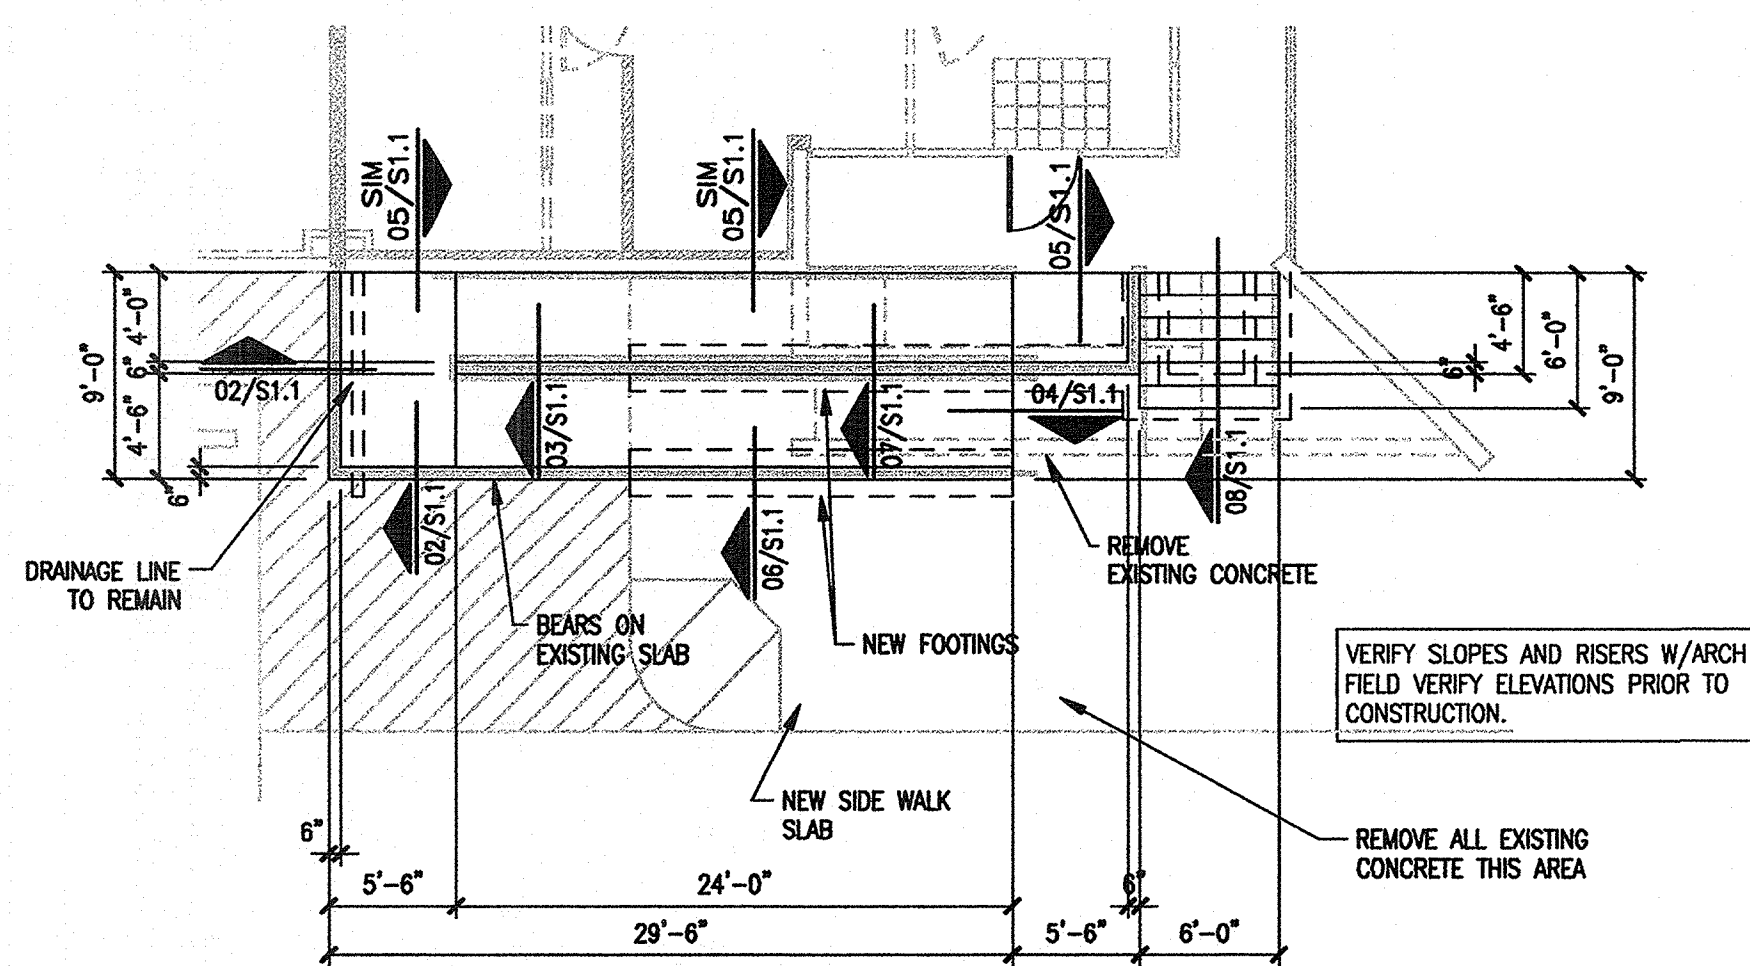 SIM
05/S1.1
SIM
05/S1.1
05/S1.1
9'-0"
4'-0"
6"
4'-6"
6"
02/S1.1
03/S1.1
07/S1.1
04/S1.1
08/S1.1
4'-6"
6"
6'-0"
9'-0"
02/S1.1
06/S1.1
DRAINAGE LINE
TO REMAIN
BEARS ON
EXISTING SLAB
NEW FOOTINGS
REMOVE
EXISTING CONCRETE
VERIFY SLOPES AND RISERS W/ARCH
FIELD VERIFY ELEVATIONS PRIOR TO
CONSTRUCTION.
NEW SIDE WALK
SLAB
REMOVE ALL EXISTING
CONCRETE THIS AREA
6"
5'-6"
24'-0"
6"
29'-6"
5'-6"
6'-0"